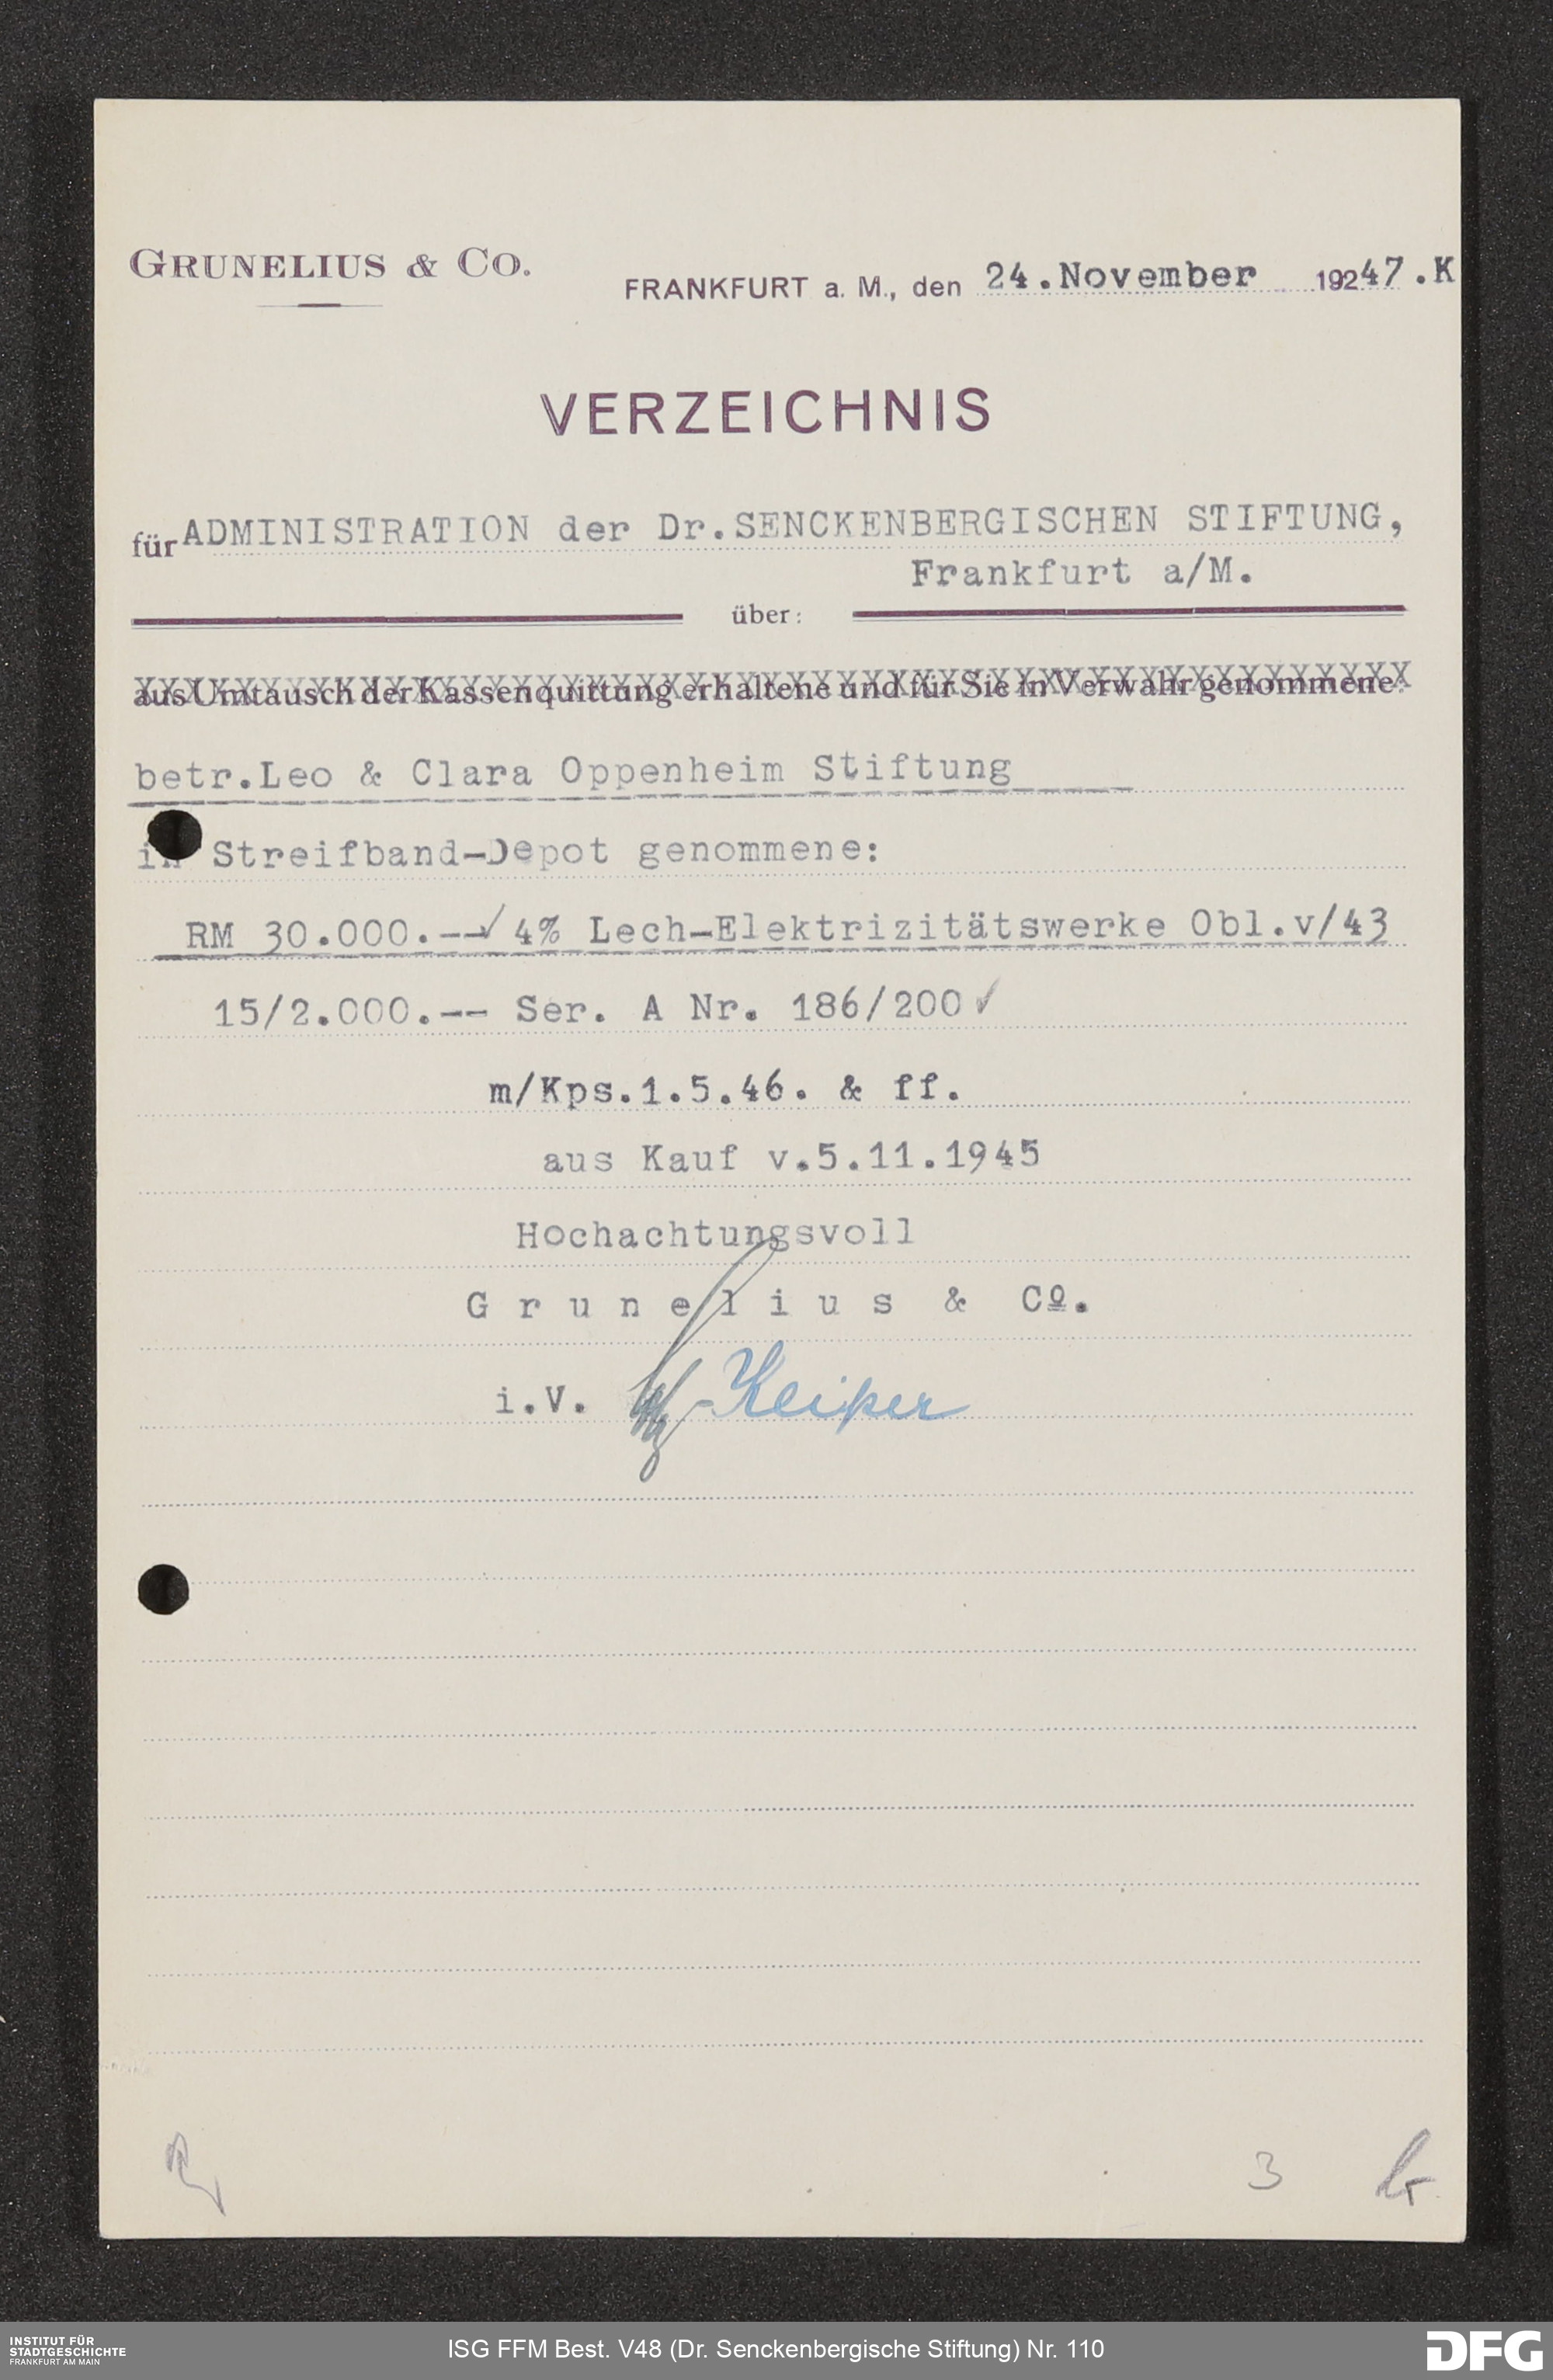 GRUNELIUS & CO.
FRANKFURT a. M., den 24.November 19247.K
VERZEICHNIS
für ADMINISTRATION der Dr.SENCKENBERGISCHEN STIFTUNG,
Frankfurt a/M.
über:
aus Umtausch der Kassenquittung erhaltene und für Sie in Verwahr genommene:
betr.Leo & Clara Oppenheim Stiftung
in Streifband-Depot genommene:
RM 30.000.--✓ 4% Lech-Elektrizitätswerke Obl.v/43
15/2.000.-- Ser. A Nr. 186/200 ✓
m/Kps.1.5.46. & ff.
aus Kauf v.5.11.1945
Hochachtungsvoll
G r u n e l i u s & Cº.
i.V. Keiper
3
INSTITUT FÜR
STADTGESCHICHTE
FRANKFURT AM MAIN
ISG FFM Best. V48 (Dr. Senckenbergische Stiftung) Nr. 110
DFG